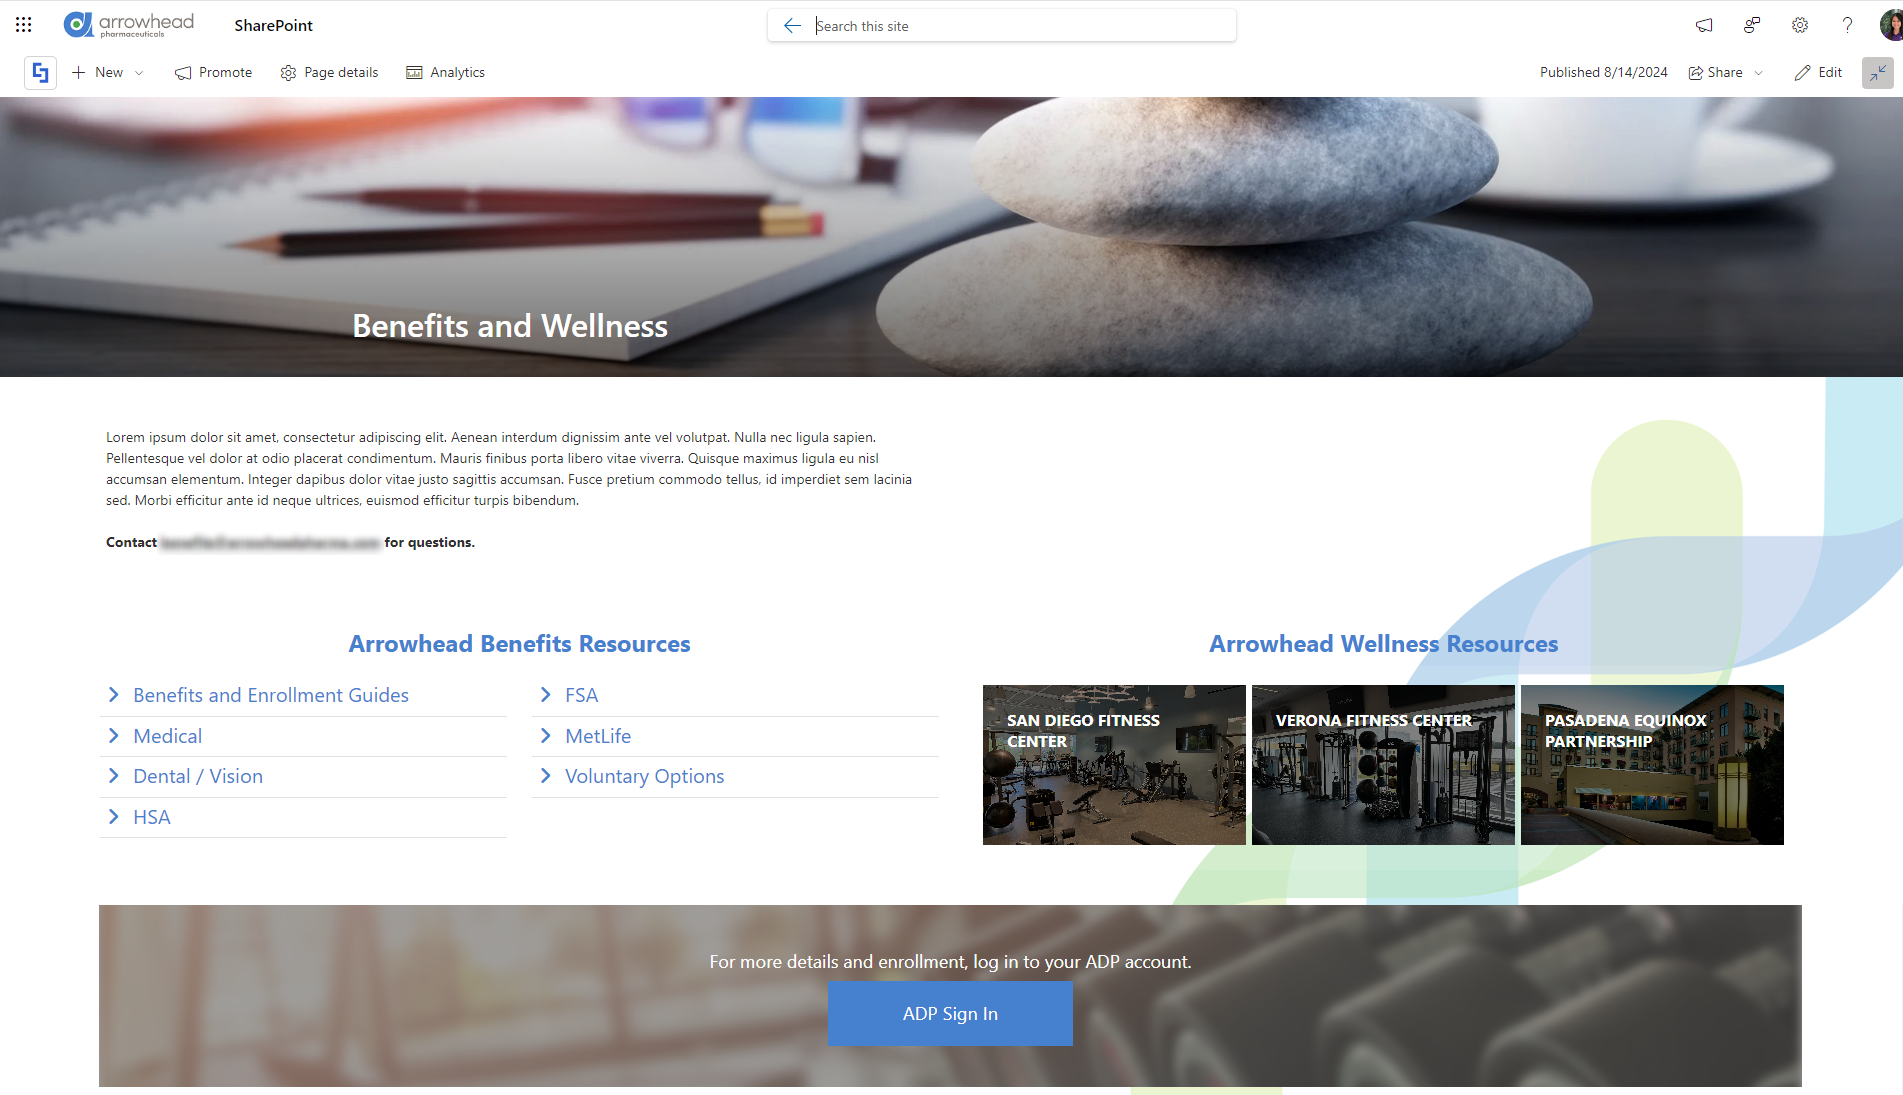 arrowhead
pharmaceuticals
SharePoint
Search this site
New
Promote
Page details
Analytics
Published 8/14/2024
Share
Edit
Benefits and Wellness
Lorem ipsum dolor sit amet, consectetur adipiscing elit. Aenean interdum dignissim ante vel volutpat. Nulla nec ligula sapien.
Pellentesque vel dolor at odio placerat condimentum. Mauris finibus porta libero vitae viverra. Quisque maximus ligula eu nisl
accumsan elementum. Integer dapibus dolor vitae justo sagittis accumsan. Fusce pretium commodo tellus, id imperdiet sem lacinia
sed. Morbi efficitur ante id neque ultrices, euismod efficitur turpis bibendum.
Contact for questions.
Arrowhead Benefits Resources
Benefits and Enrollment Guides
Medical
Dental / Vision
HSA
FSA
MetLife
Voluntary Options
Arrowhead Wellness Resources
SAN DIEGO FITNESS
CENTER
VERONA FITNESS CENTER
PASADENA EQUINOX
PARTNERSHIP
For more details and enrollment, log in to your ADP account.
ADP Sign In